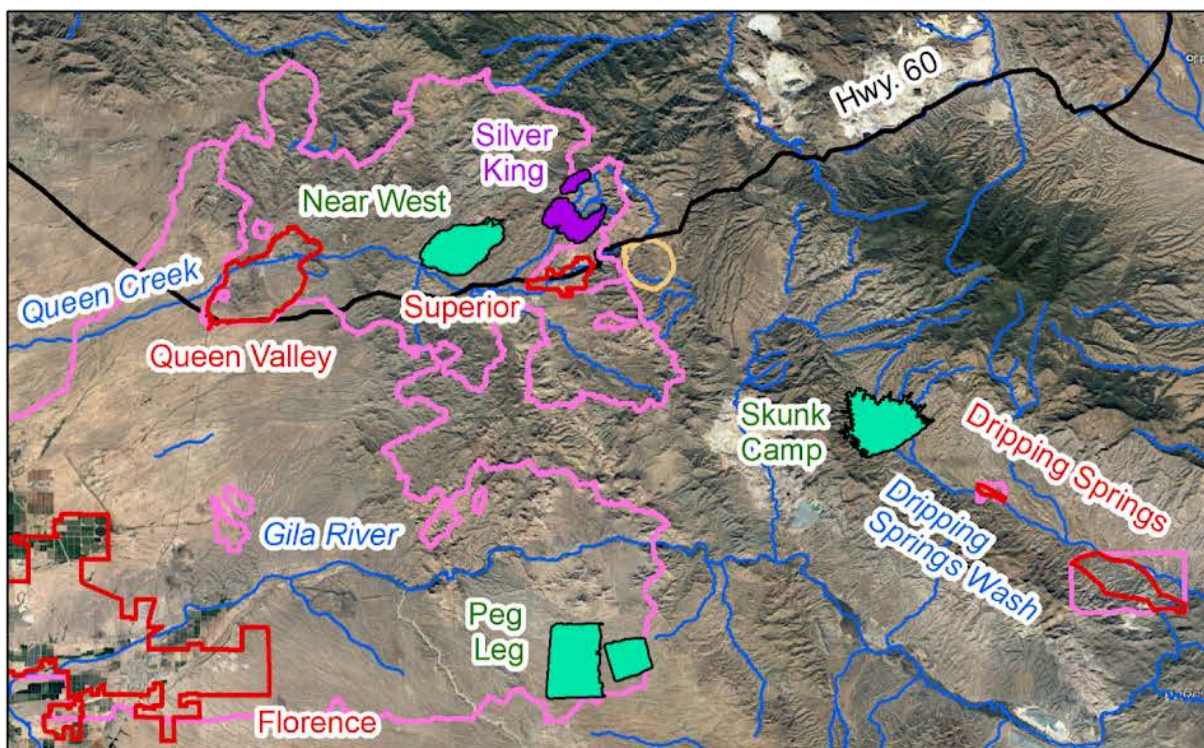 Hwy. 60
Silver
King
Near West
Queen Creek
Superior
Queen Valley
Skunk
Camp
Dripping Springs
Dripping
Springs Wash
Gila River
Peg
Leg
Florence